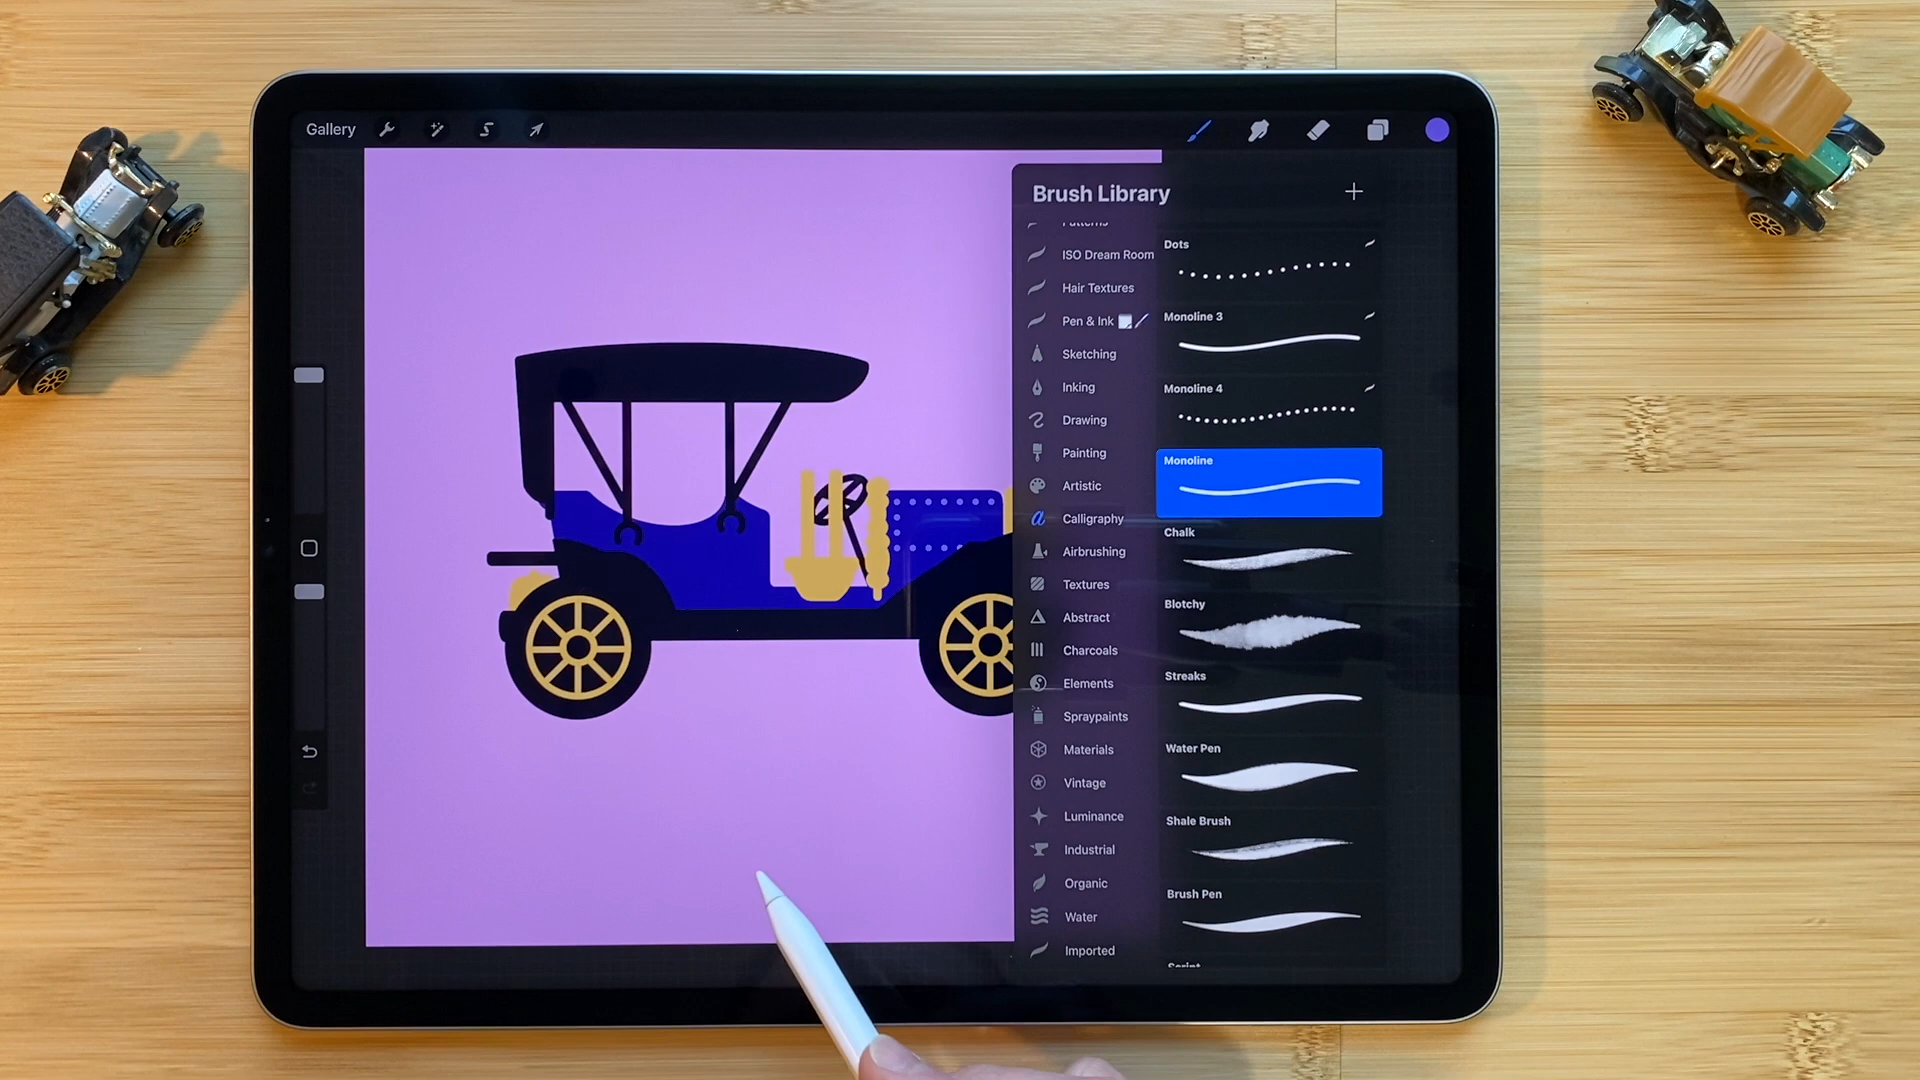 Gallery
Brush Library
Patterns
ISO Dream Room
Hair Textures
Pen & Ink
Sketching
Inking
Drawing
Painting
Artistic
Calligraphy
Airbrushing
Textures
Abstract
Charcoals
Elements
Spraypaints
Materials
Vintage
Luminance
Industrial
Organic
Water
Imported
Dots
Monoline 3
Monoline 4
Monoline
Chalk
Blotchy
Streaks
Water Pen
Shale Brush
Brush Pen
Script